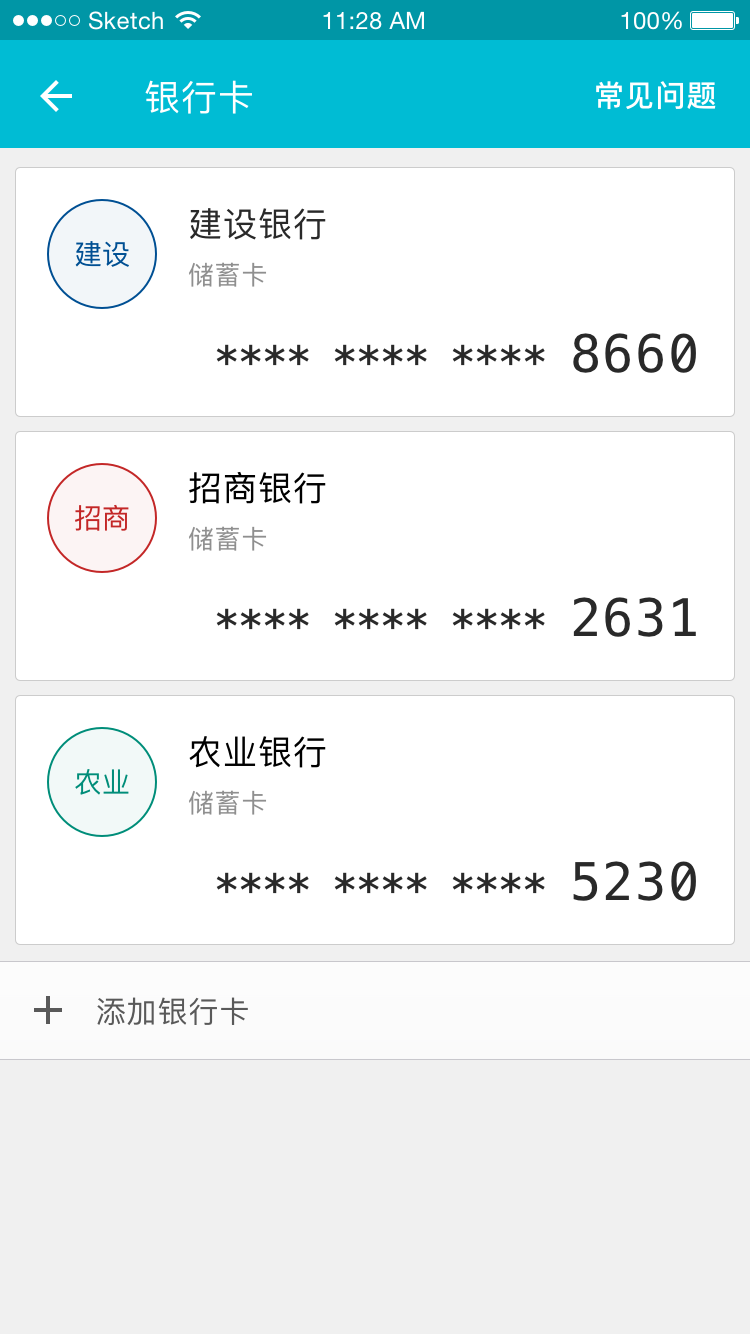 ●●●○○ Sketch 11:28 AM 100%
银行卡 常见问题
建设
建设银行
储蓄卡
**** **** **** 8660
招商
招商银行
储蓄卡
**** **** **** 2631
农业
农业银行
储蓄卡
**** **** **** 5230
+ 添加银行卡